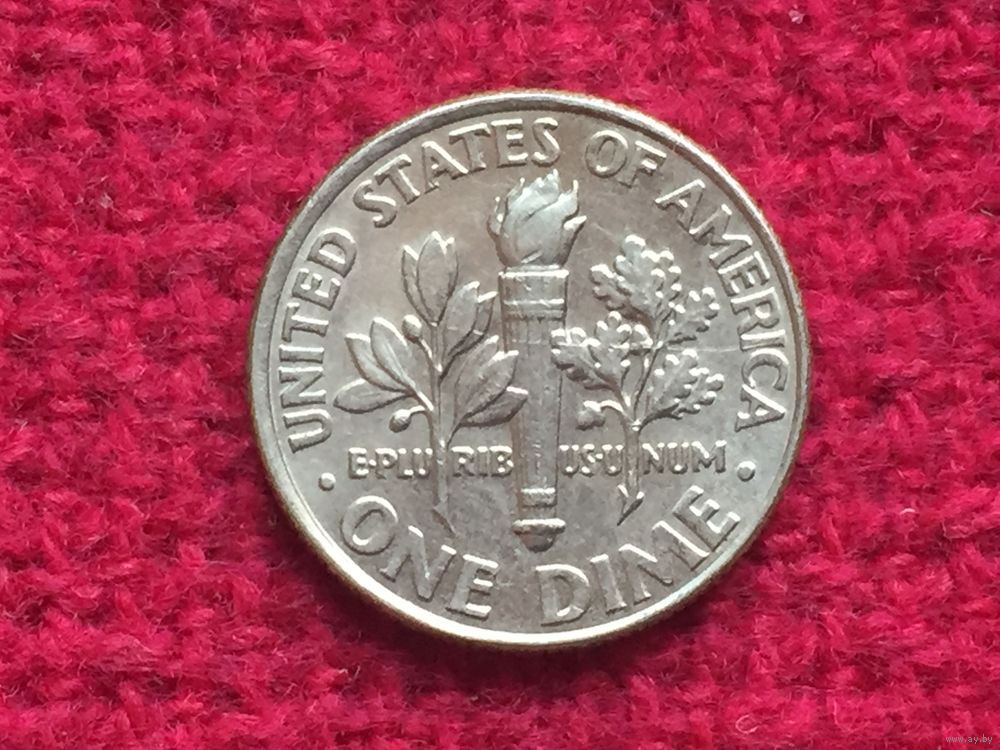 UNITED STATES OF AMERICA
E·PLURIBUS·UNUM
· ONE DIME ·
www.ay.by